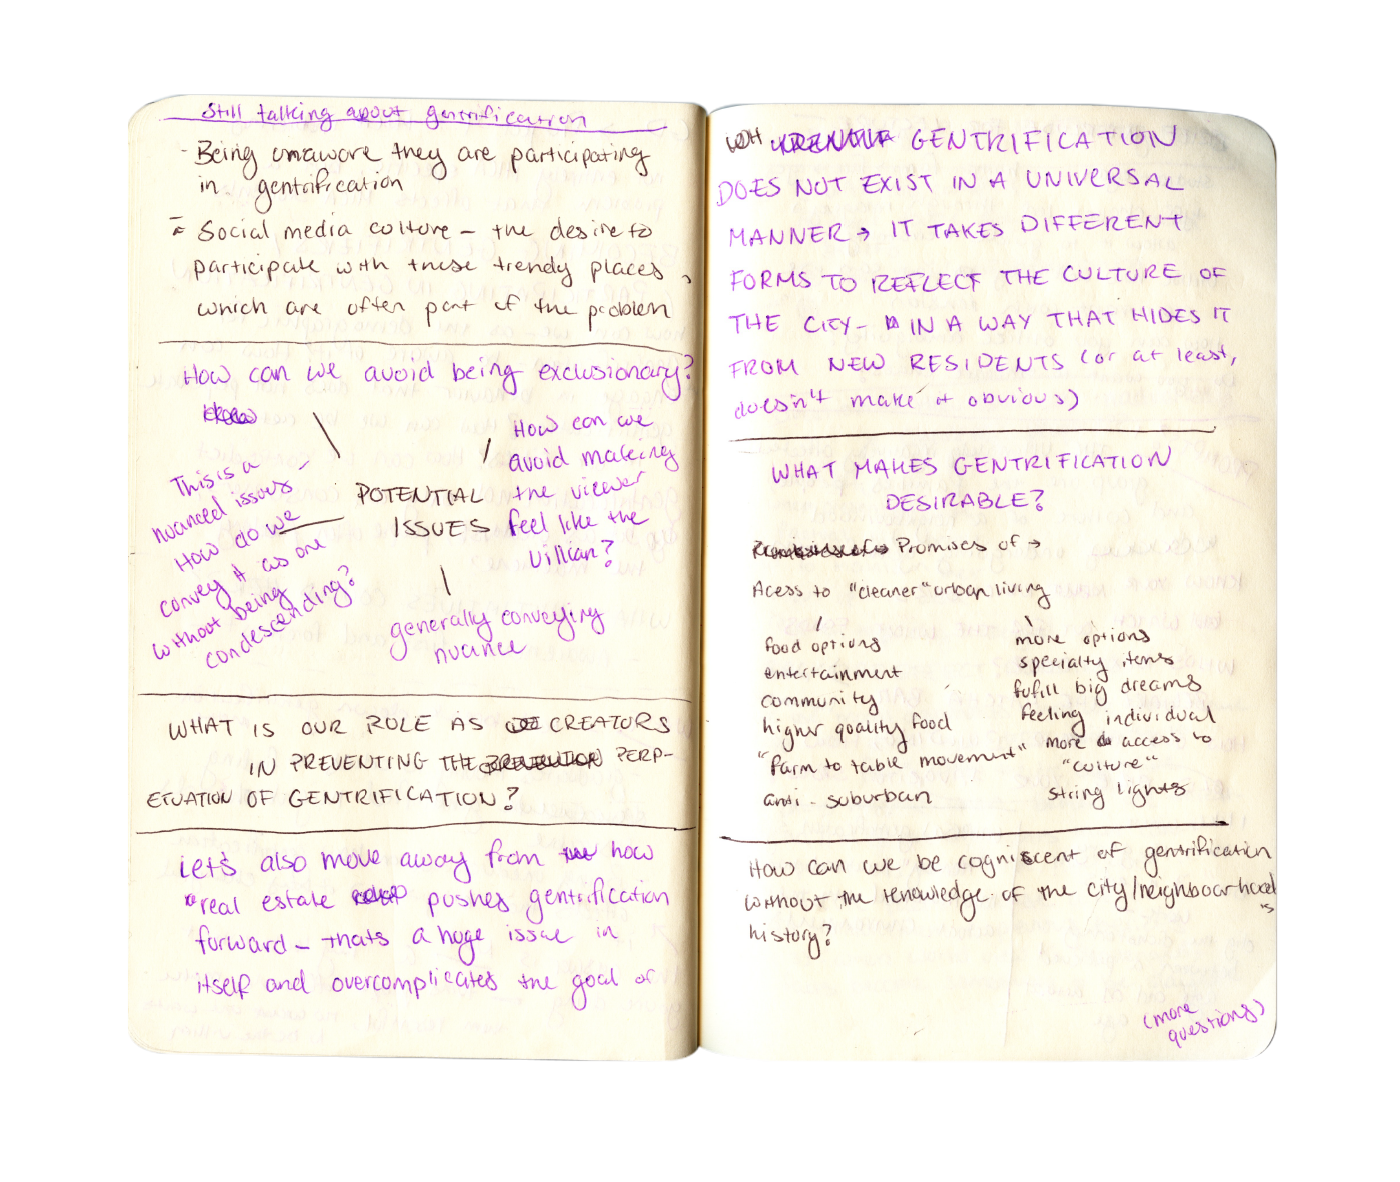 Still talking about gentrification
- Being unaware they are participating
in gentification
- Social media culture – the desire to
participate with these trendy places,
which are often part of the problem
How can we avoid being exclusionary?
This is a
nuanced issues
How do we
convey it as one
without being
condescending?
POTENTIAL
ISSUES
How can we
avoid making
the viewer
feel like the
villian?
generally conveying
nuance
WHAT IS OUR ROLE AS CREATORS
IN PREVENTING THE PERP-
ETUATION OF GENTRIFICATION?
Let's also move away from how
real estate pushes gentrification
forward – thats a huge issue in
itself and overcomplicates the goal of
GENTRIFICATION
DOES NOT EXIST IN A UNIVERSAL
MANNER → IT TAKES DIFFERENT
FORMS TO REFLECT THE CULTURE OF
THE CITY – IN A WAY THAT HIDES IT
FROM NEW RESIDENTS (or at least,
doesn't make it obvious)
WHAT MAKES GENTRIFICATION
DESIRABLE?
Promises of →
Acess to "cleaner" urban living
food options
entertainment
community
higher quality food
"farm to table movement"
anti-suburban
more options
specialty items
fufill big dreams
feeling individual
more access to
"culture"
string lights
How can we be cogniscent of gentrification
without the knowledge of the city/neighbourhood
's
history?
(more
questions)